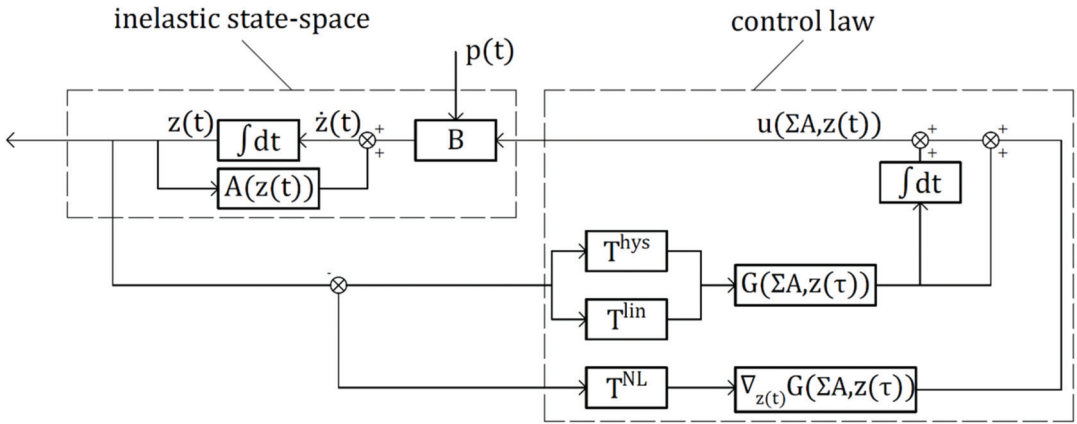 inelastic state-space
control law
p(t)
z(t)
∫dt
ż(t)
+
+
B
u(ΣA,z(t))
+
+
+
+
A(z(t))
∫dt
T^hys
-
G(ΣA,z(τ))
T^lin
T^NL
∇_z(t)G(ΣA,z(τ))